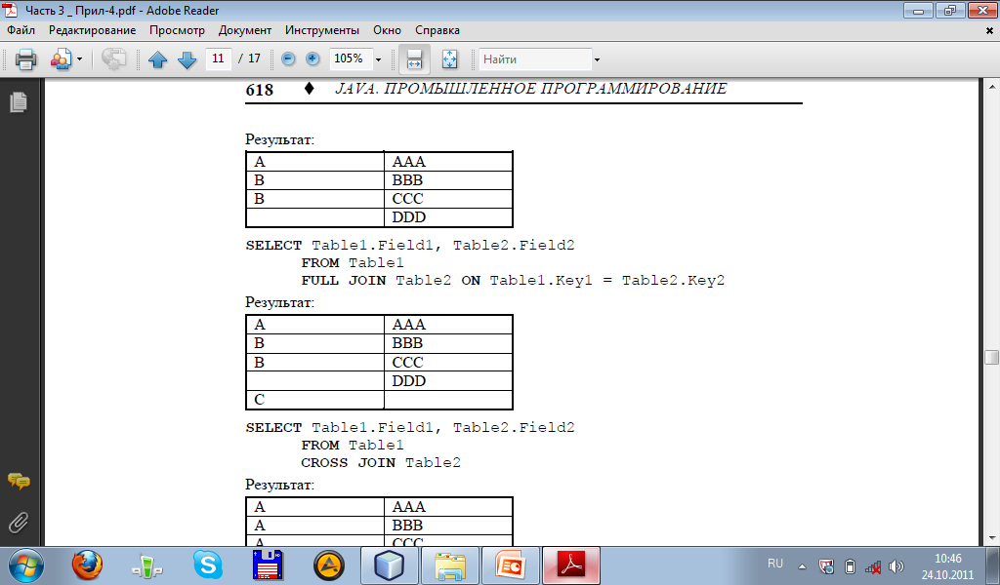 Часть 3 _ Прил-4.pdf - Adobe Reader
Файл Редактирование Просмотр Документ Инструменты Окно Справка
11 / 17 105% Найти
618 ♦ JAVA. ПРОМЫШЛЕННОЕ ПРОГРАММИРОВАНИЕ
Результат:
A AAA
B BBB
B CCC
DDD
SELECT Table1.Field1, Table2.Field2
FROM Table1
FULL JOIN Table2 ON Table1.Key1 = Table2.Key2
Результат:
A AAA
B BBB
B CCC
DDD
C
SELECT Table1.Field1, Table2.Field2
FROM Table1
CROSS JOIN Table2
Результат:
A AAA
A BBB
A CCC
RU 10:46
24.10.2011